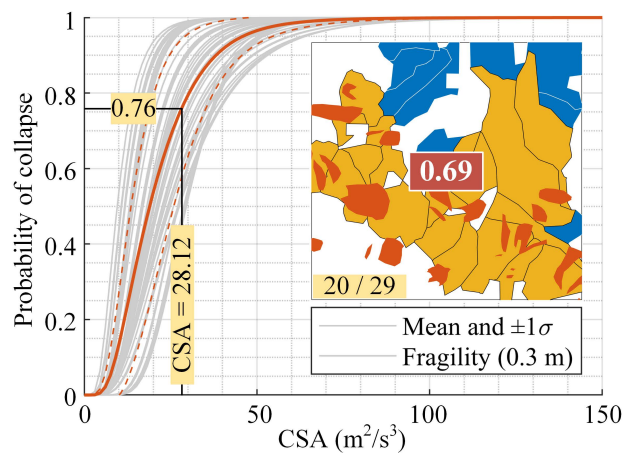 1
0.8
0.6
0.4
0.2
0
Probability of collapse
0.76
CSA = 28.12
0.69
20 / 29
Mean and ±1σ
Fragility (0.3 m)
0
50
100
150
CSA (m²/s³)